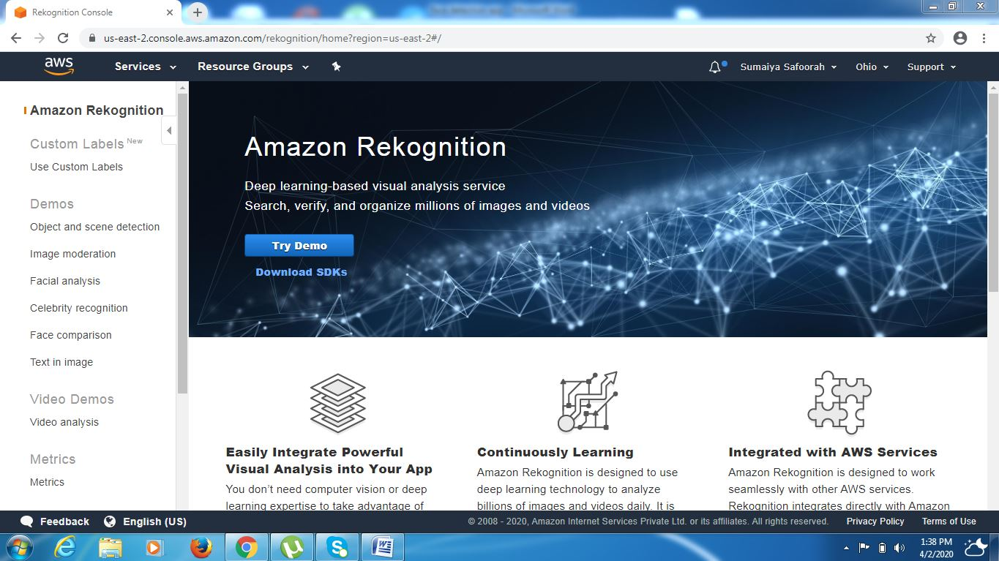 Rekognition Console
us-east-2.console.aws.amazon.com/rekognition/home?region=us-east-2#/
aws
Services
Resource Groups
Sumaiya Safoorah
Ohio
Support
Amazon Rekognition
Custom Labels New
Use Custom Labels
Demos
Object and scene detection
Image moderation
Facial analysis
Celebrity recognition
Face comparison
Text in image
Video Demos
Video analysis
Metrics
Metrics
Amazon Rekognition
Deep learning-based visual analysis service
Search, verify, and organize millions of images and videos
Try Demo
Download SDKs
Easily Integrate Powerful
Visual Analysis into Your App
You don’t need computer vision or deep
learning expertise to take advantage of
Continuously Learning
Amazon Rekognition is designed to use
deep learning technology to analyze
billions of images and videos daily. It is
Integrated with AWS Services
Amazon Rekognition is designed to work
seamlessly with other AWS services.
Rekognition integrates directly with Amazon
Feedback
English (US)
© 2008 - 2020, Amazon Internet Services Private Ltd. or its affiliates. All rights reserved.
Privacy Policy
Terms of Use
1:38 PM
4/2/2020